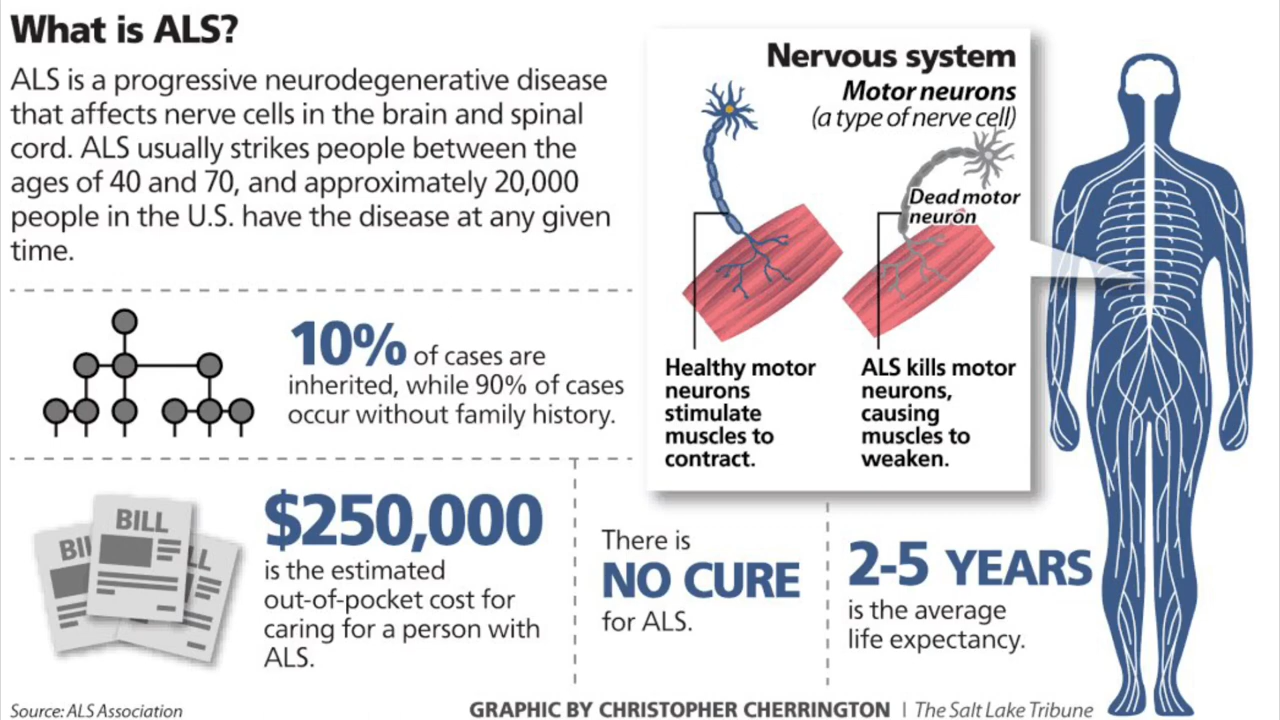 What is ALS?
ALS is a progressive neurodegenerative disease
that affects nerve cells in the brain and spinal
cord. ALS usually strikes people between the
ages of 40 and 70, and approximately 20,000
people in the U.S. have the disease at any given
time.
10% of cases are
inherited, while 90% of cases
occur without family history.
BILL
BIL
LL
$250,000
is the estimated
out-of-pocket cost for
caring for a person with
ALS.
There is
NO CURE
for ALS.
2-5 YEARS
is the average
life expectancy.
Nervous system
Motor neurons
(a type of nerve cell)
Dead motor
neuron
Healthy motor
neurons
stimulate
muscles to
contract.
ALS kills motor
neurons,
causing
muscles to
weaken.
Source: ALS Association
GRAPHIC BY CHRISTOPHER CHERRINGTON | The Salt Lake Tribune